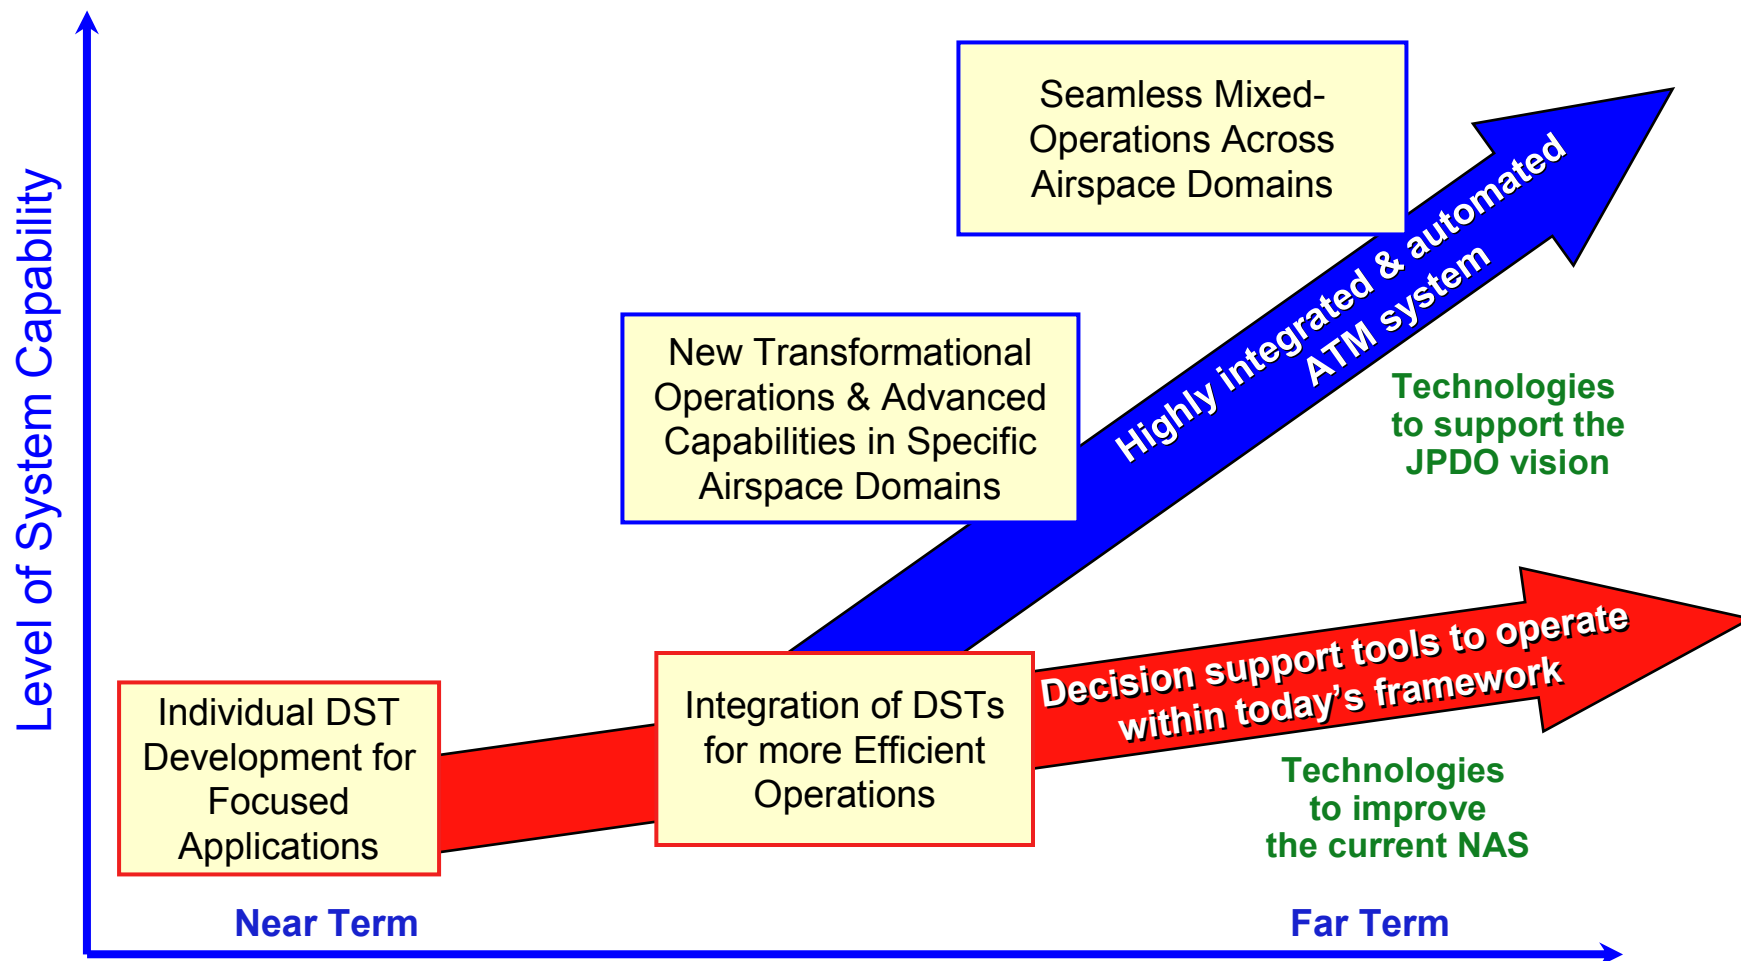 Level of System Capability
Seamless Mixed-
Operations Across
Airspace Domains
New Transformational
Operations & Advanced
Capabilities in Specific
Airspace Domains
Highly integrated & automated
ATM system
Technologies
to support the
JPDO vision
Individual DST
Development for
Focused
Applications
Integration of DSTs
for more Efficient
Operations
Decision support tools to operate
within today’s framework
Technologies
to improve
the current NAS
Near Term
Far Term